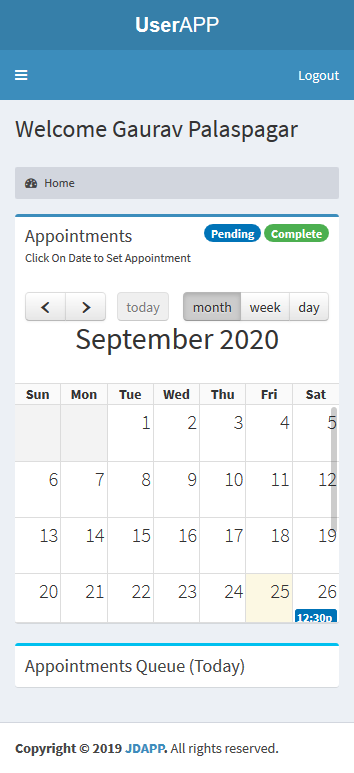 UserAPP
Logout
Welcome Gaurav Palaspagar
Home
Appointments Pending Complete
Click On Date to Set Appointment
today month week day
September 2020
Sun Mon Tue Wed Thu Fri Sat
1 2 3 4 5
6 7 8 9 10 11 12
13 14 15 16 17 18 19
20 21 22 23 24 25 26
12:30p
Appointments Queue (Today)
Copyright © 2019 JDAPP. All rights reserved.